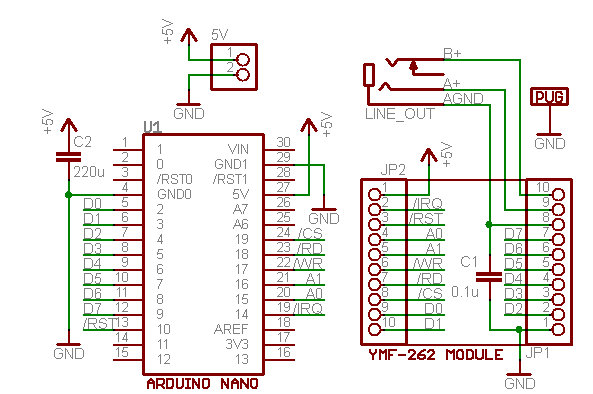 +5V
5V
1
2
GND
B+
A+
AGND
LINE_OUT
PUG
GND
+5V
C2
220u
GND
+5V
GND
U1
1 1 VIN 30
2 0 GND1 29
3 /RST0 /RST1 28
4 GND0 5V 27
D0 5 2 A7 26
D1 6 3 A6 25
D2 7 4 19 24 /CS
D3 8 5 18 23 /RD
D4 9 6 17 22 /WR
D5 10 7 16 21 A1
D6 11 8 15 20 A0
D7 12 9 14 19 /IRQ
/RST 13 10 AREF 18
14 11 3V3 17
15 12 13 16
ARDUINO NANO
JP2
+5V
1
2 /IRQ
3 /RST
4 A0
5 A1
6 /WR
7 /RD
8 /CS
9 D0
10 D1
C1
0.1u
10
9
8
D7 7
D6 6
D5 5
D4 4
D3 3
D2 2
1
YMF-262 MODULE
JP1
GND